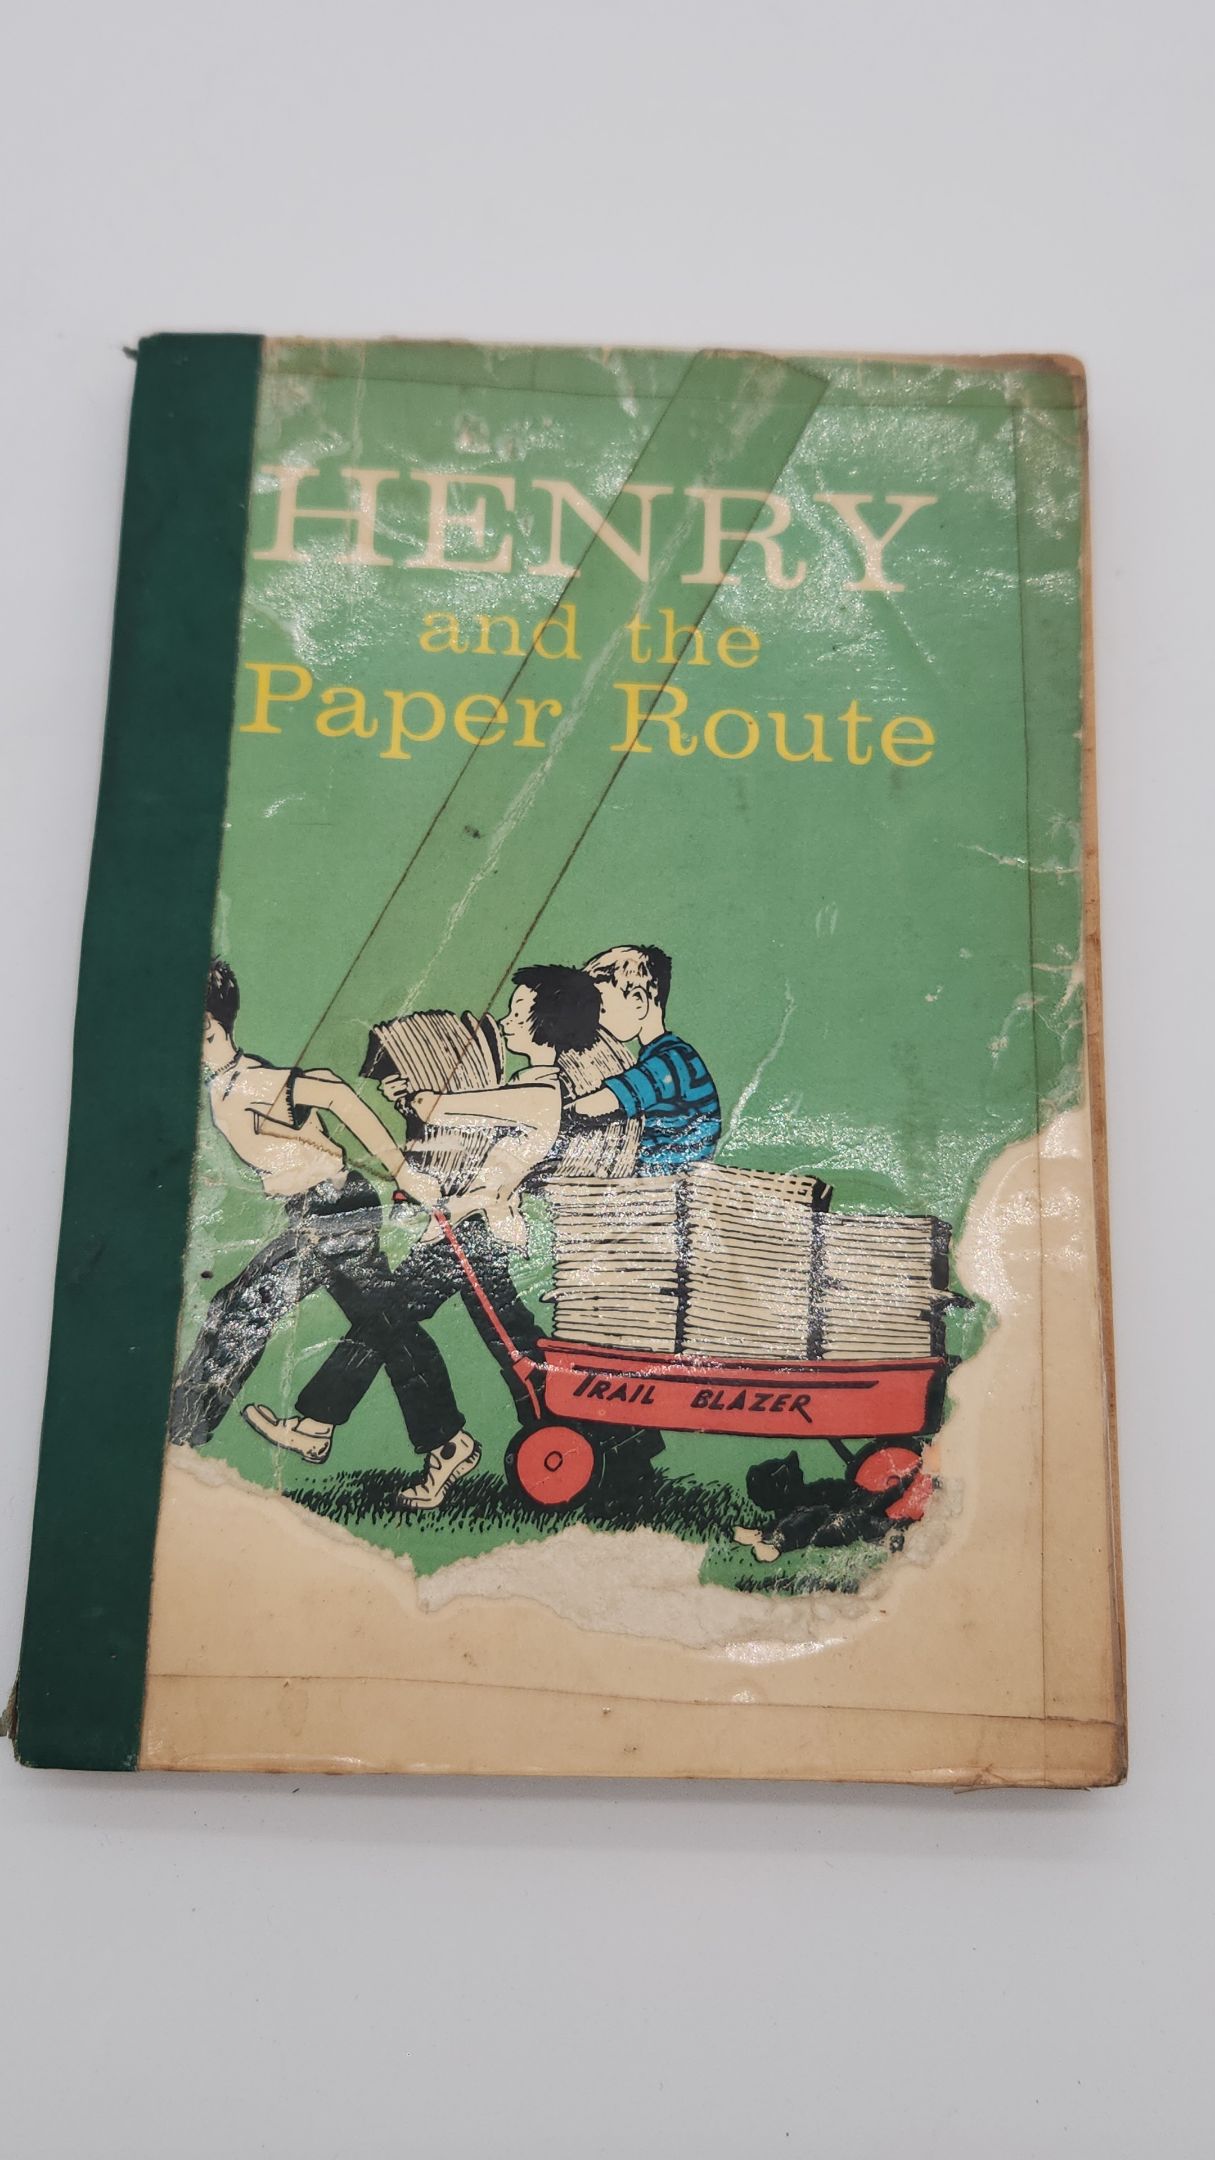 HENRY
and the
Paper Route
TRAIL BLAZER